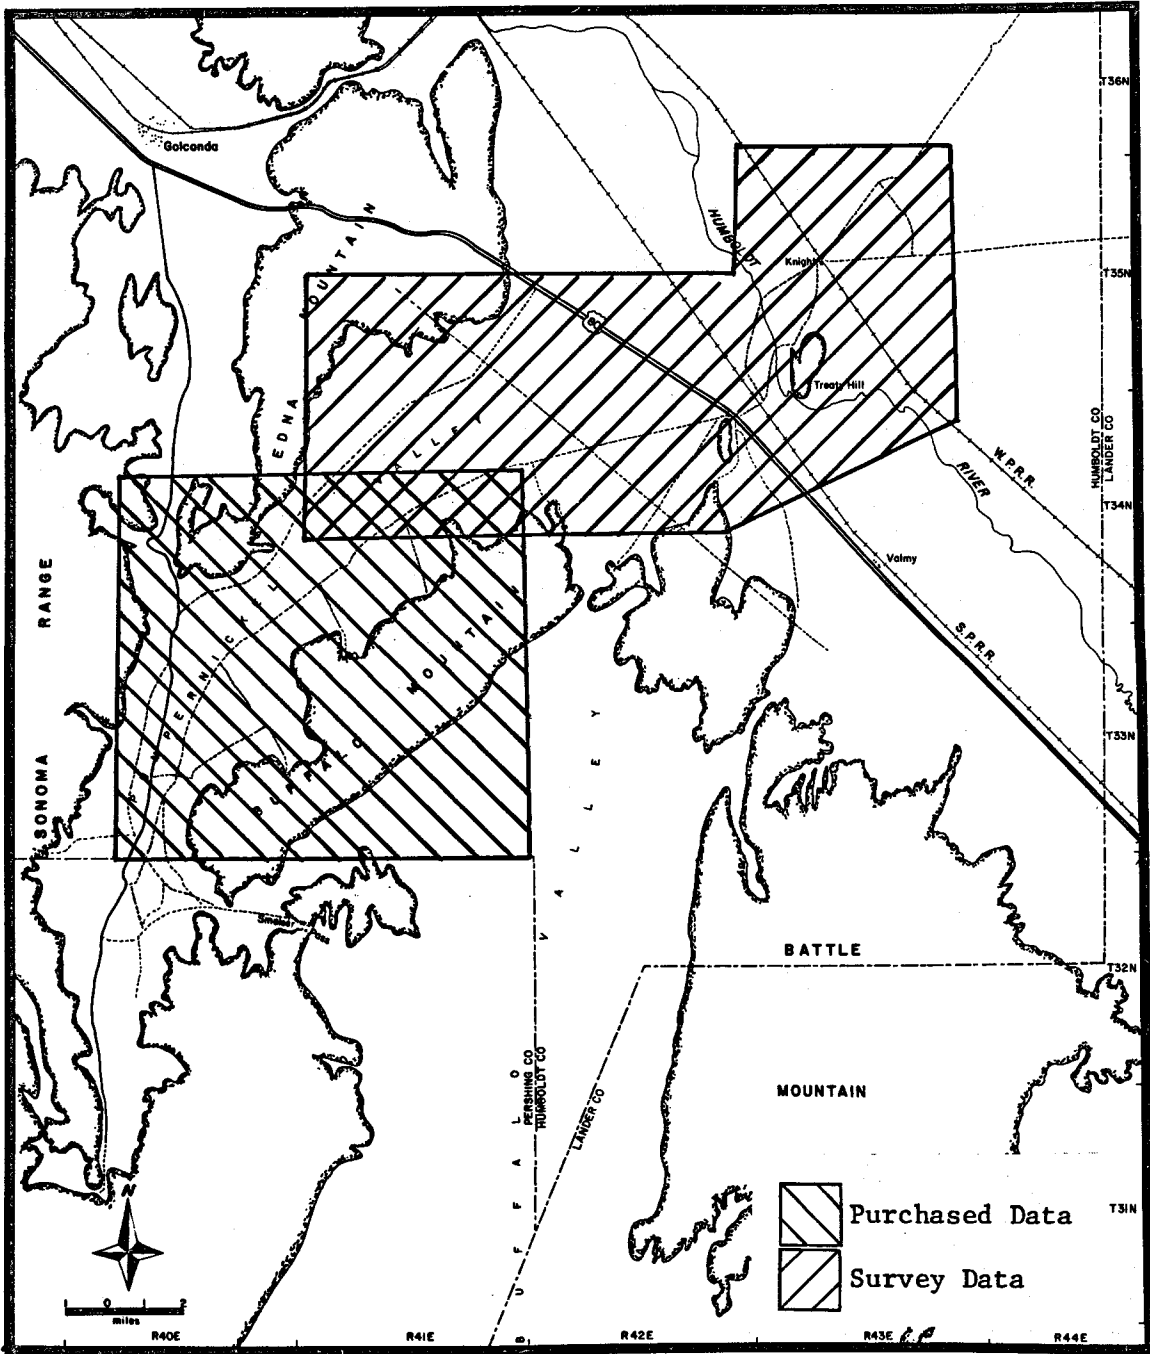 T36N
Golconda
HUMBOLDT
Knight
T35N
80
MOUNTAIN
EDNA
Treaty Hill
HUMBOLDT CO
LANDER CO
W.P.R.R.
RIVER
T34N
VALLEY
PERNICKLE
Valmy
RANGE
SONOMA
S.P.R.R.
BUFFALO MOUNTAIN
T33N
BUFFALO VALLEY
BATTLE
MOUNTAIN
T32N
PERSHING CO
HUMBOLDT CO
LANDER CO
Purchased Data
Survey Data
T31N
N
0 2
miles
R40E R41E R42E R43E R44E